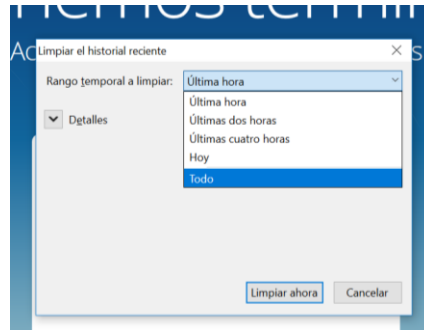 Limpiar el historial reciente
Rango temporal a limpiar: Última hora
Última hora
Últimas dos horas
Últimas cuatro horas
Hoy
Todo
Detalles
Limpiar ahora Cancelar